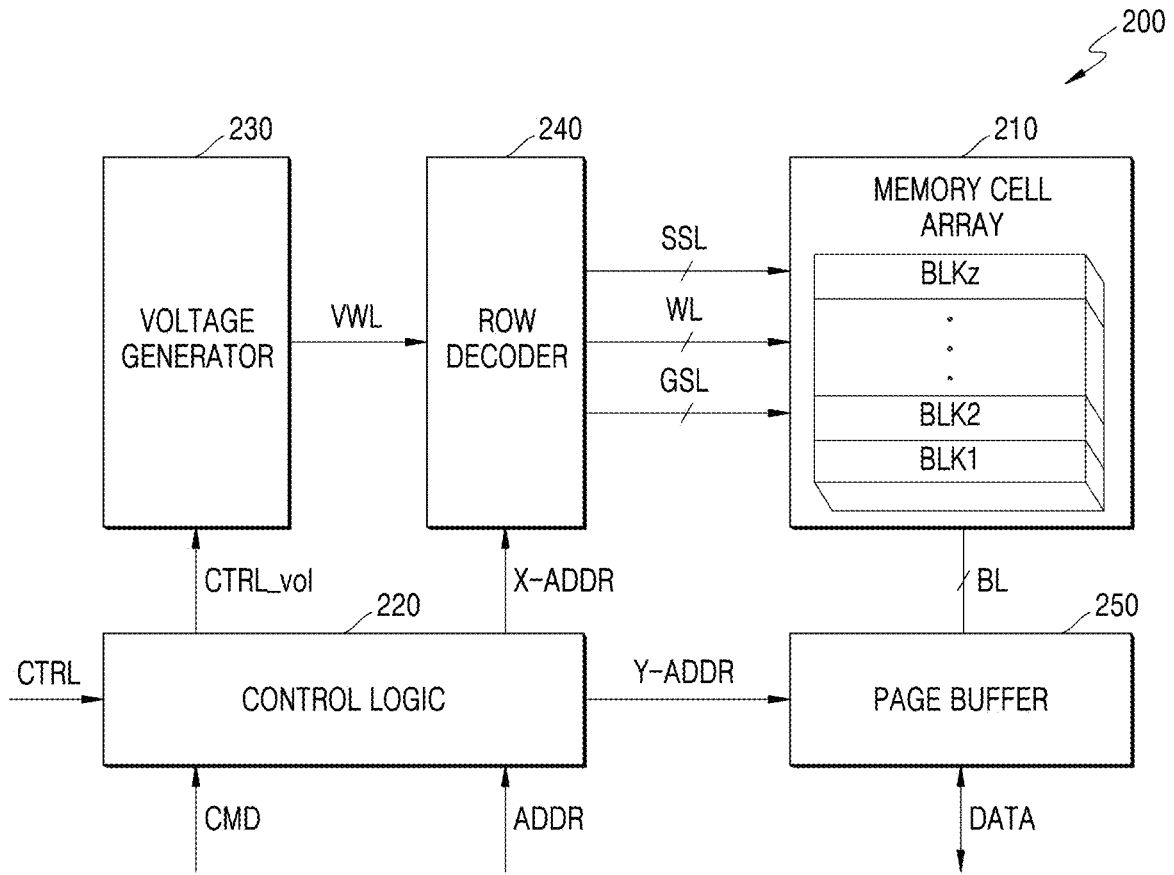 200
230
240
210
MEMORY CELL
ARRAY
SSL
BLKz
VOLTAGE
GENERATOR
VWL
ROW
DECODER
WL
GSL
BLK2
BLK1
CTRL_vol
X-ADDR
BL
220
250
CTRL
CONTROL LOGIC
Y-ADDR
PAGE BUFFER
CMD
ADDR
DATA